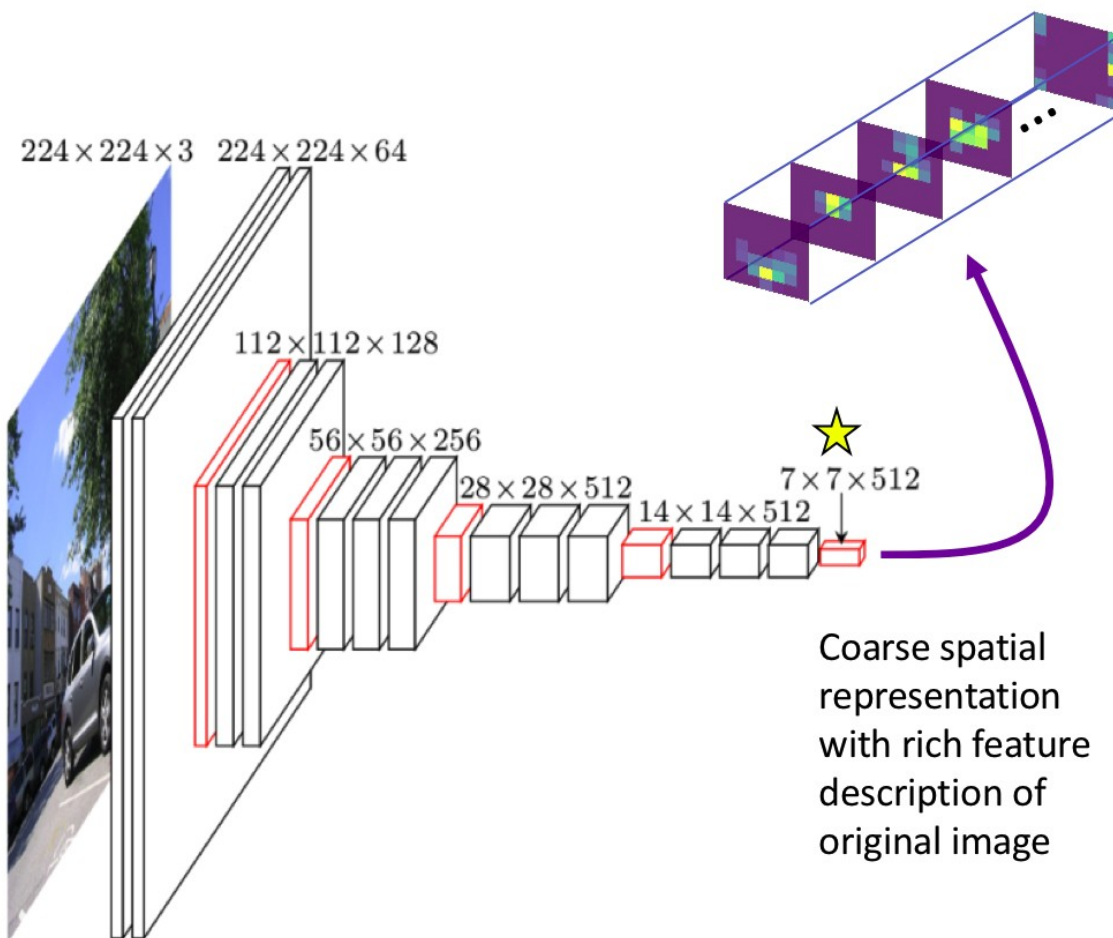 224 × 224 × 3
224 × 224 × 64
112 × 112 × 128
56 × 56 × 256
28 × 28 × 512
14 × 14 × 512
7 × 7 × 512
Coarse spatial
representation
with rich feature
description of
original image